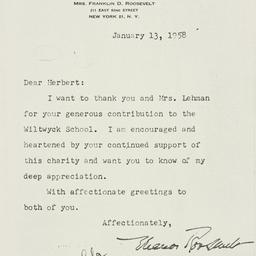 MRS. FRANKLIN D. ROOSEVELT
211 EAST 62ND STREET
NEW YORK 21, N. Y.
January 13, 1958
Dear Herbert:
I want to thank you and Mrs. Lehman
for your generous contribution to the
Wiltwyck School. I am encouraged and
heartened by your continued support of
this charity and want you to know of my
deep appreciation.
With affectionate greetings to
both of you.
Affectionately,
Eleanor Roosevelt